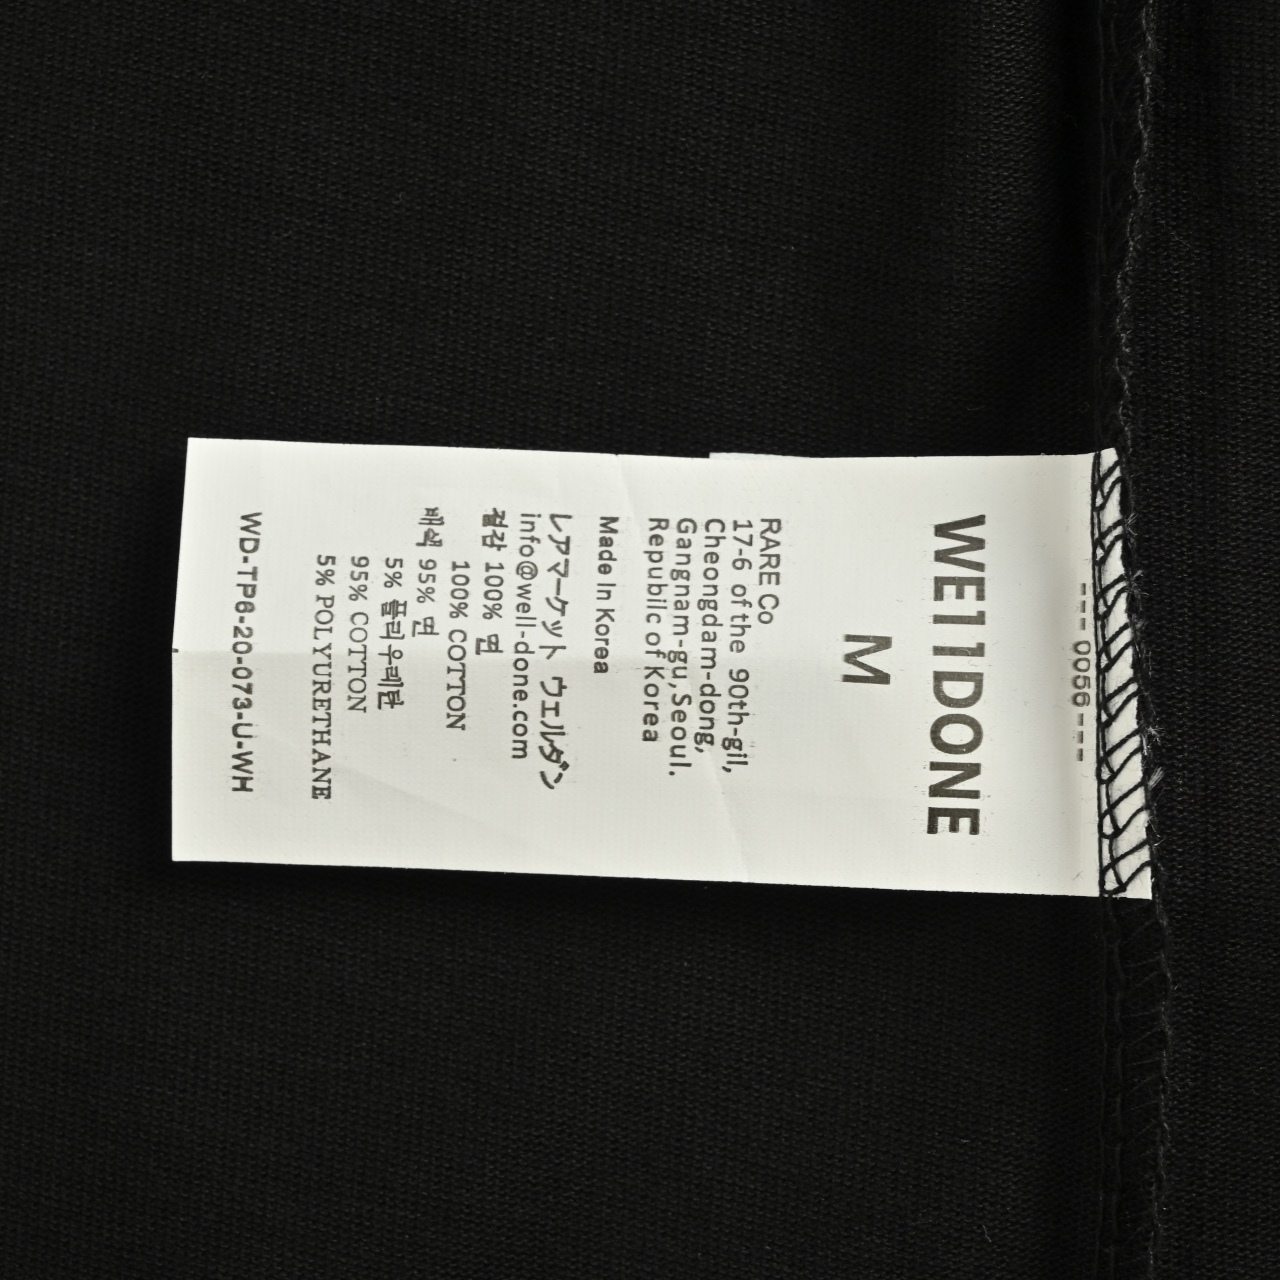 --- 0056---
WE11DONE
M
RARE Co
17-6 of the 90th-gil,
Cheongdam-dong,
Gangnam-gu,Seoul.
Republic of Korea
Made In Korea
レアマーケット ウェルダン
info@well-done.com
겉감 100% 면
100% COTTON
배색 95% 면
5% 폴리우레탄
95% COTTON
5% POLYURETHANE
WD-TP6-20-073-U-WH